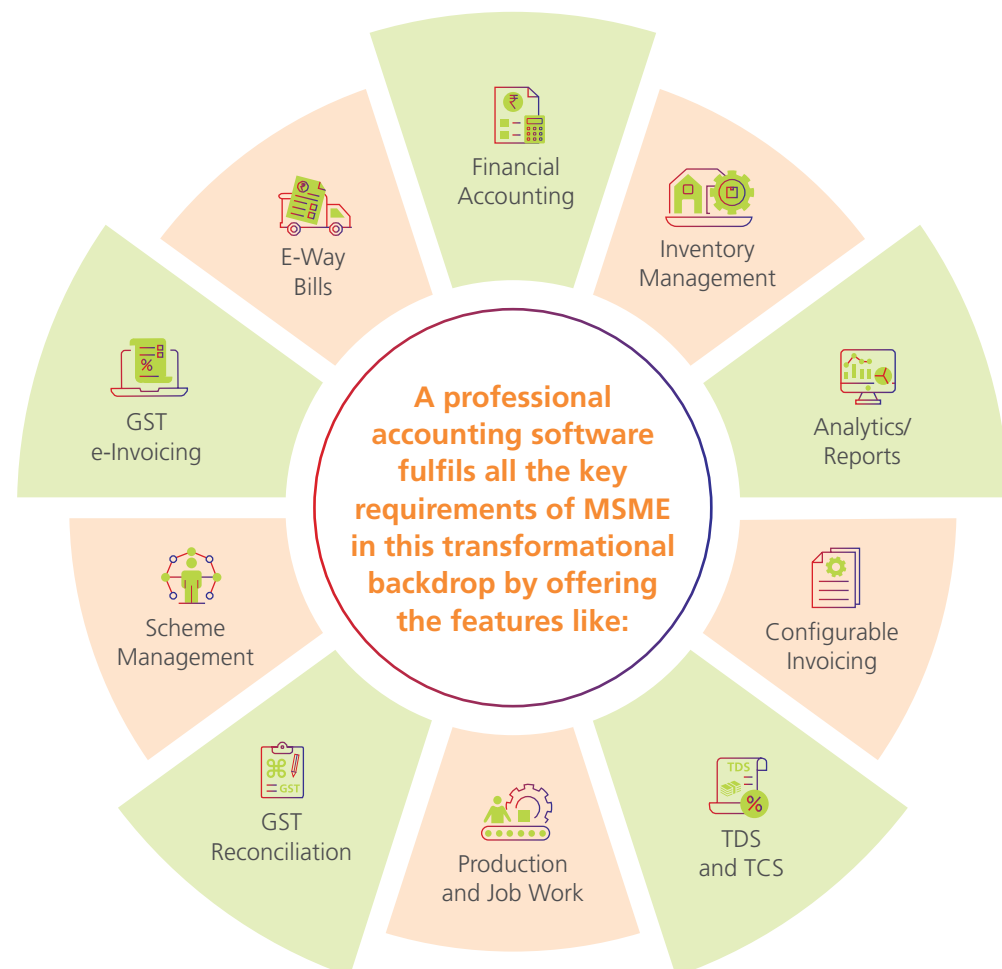 Financial
Accounting
Inventory
Management
Analytics/
Reports
Configurable
Invoicing
TDS
TDS
and TCS
Production
and Job Work
GST
GST
Reconciliation
Scheme
Management
%
GST
e-Invoicing
₹
E-Way
Bills
A professional
accounting software
fulfils all the key
requirements of MSME
in this transformational
backdrop by offering
the features like: